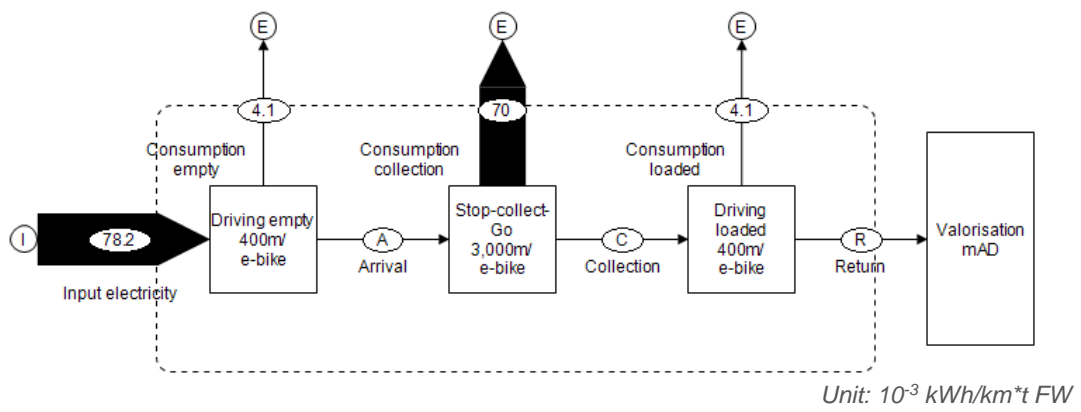 E
E
E
4.1
70
4.1
Consumption
empty
Consumption
collection
Consumption
loaded
I
78.2
Input electricity
Driving empty
400m/
e-bike
A
Arrival
Stop-collect-
Go
3,000m/
e-bike
C
Collection
Driving
loaded
400m/
e-bike
R
Return
Valorisation
mAD
Unit: 10⁻³ kWh/km*t FW